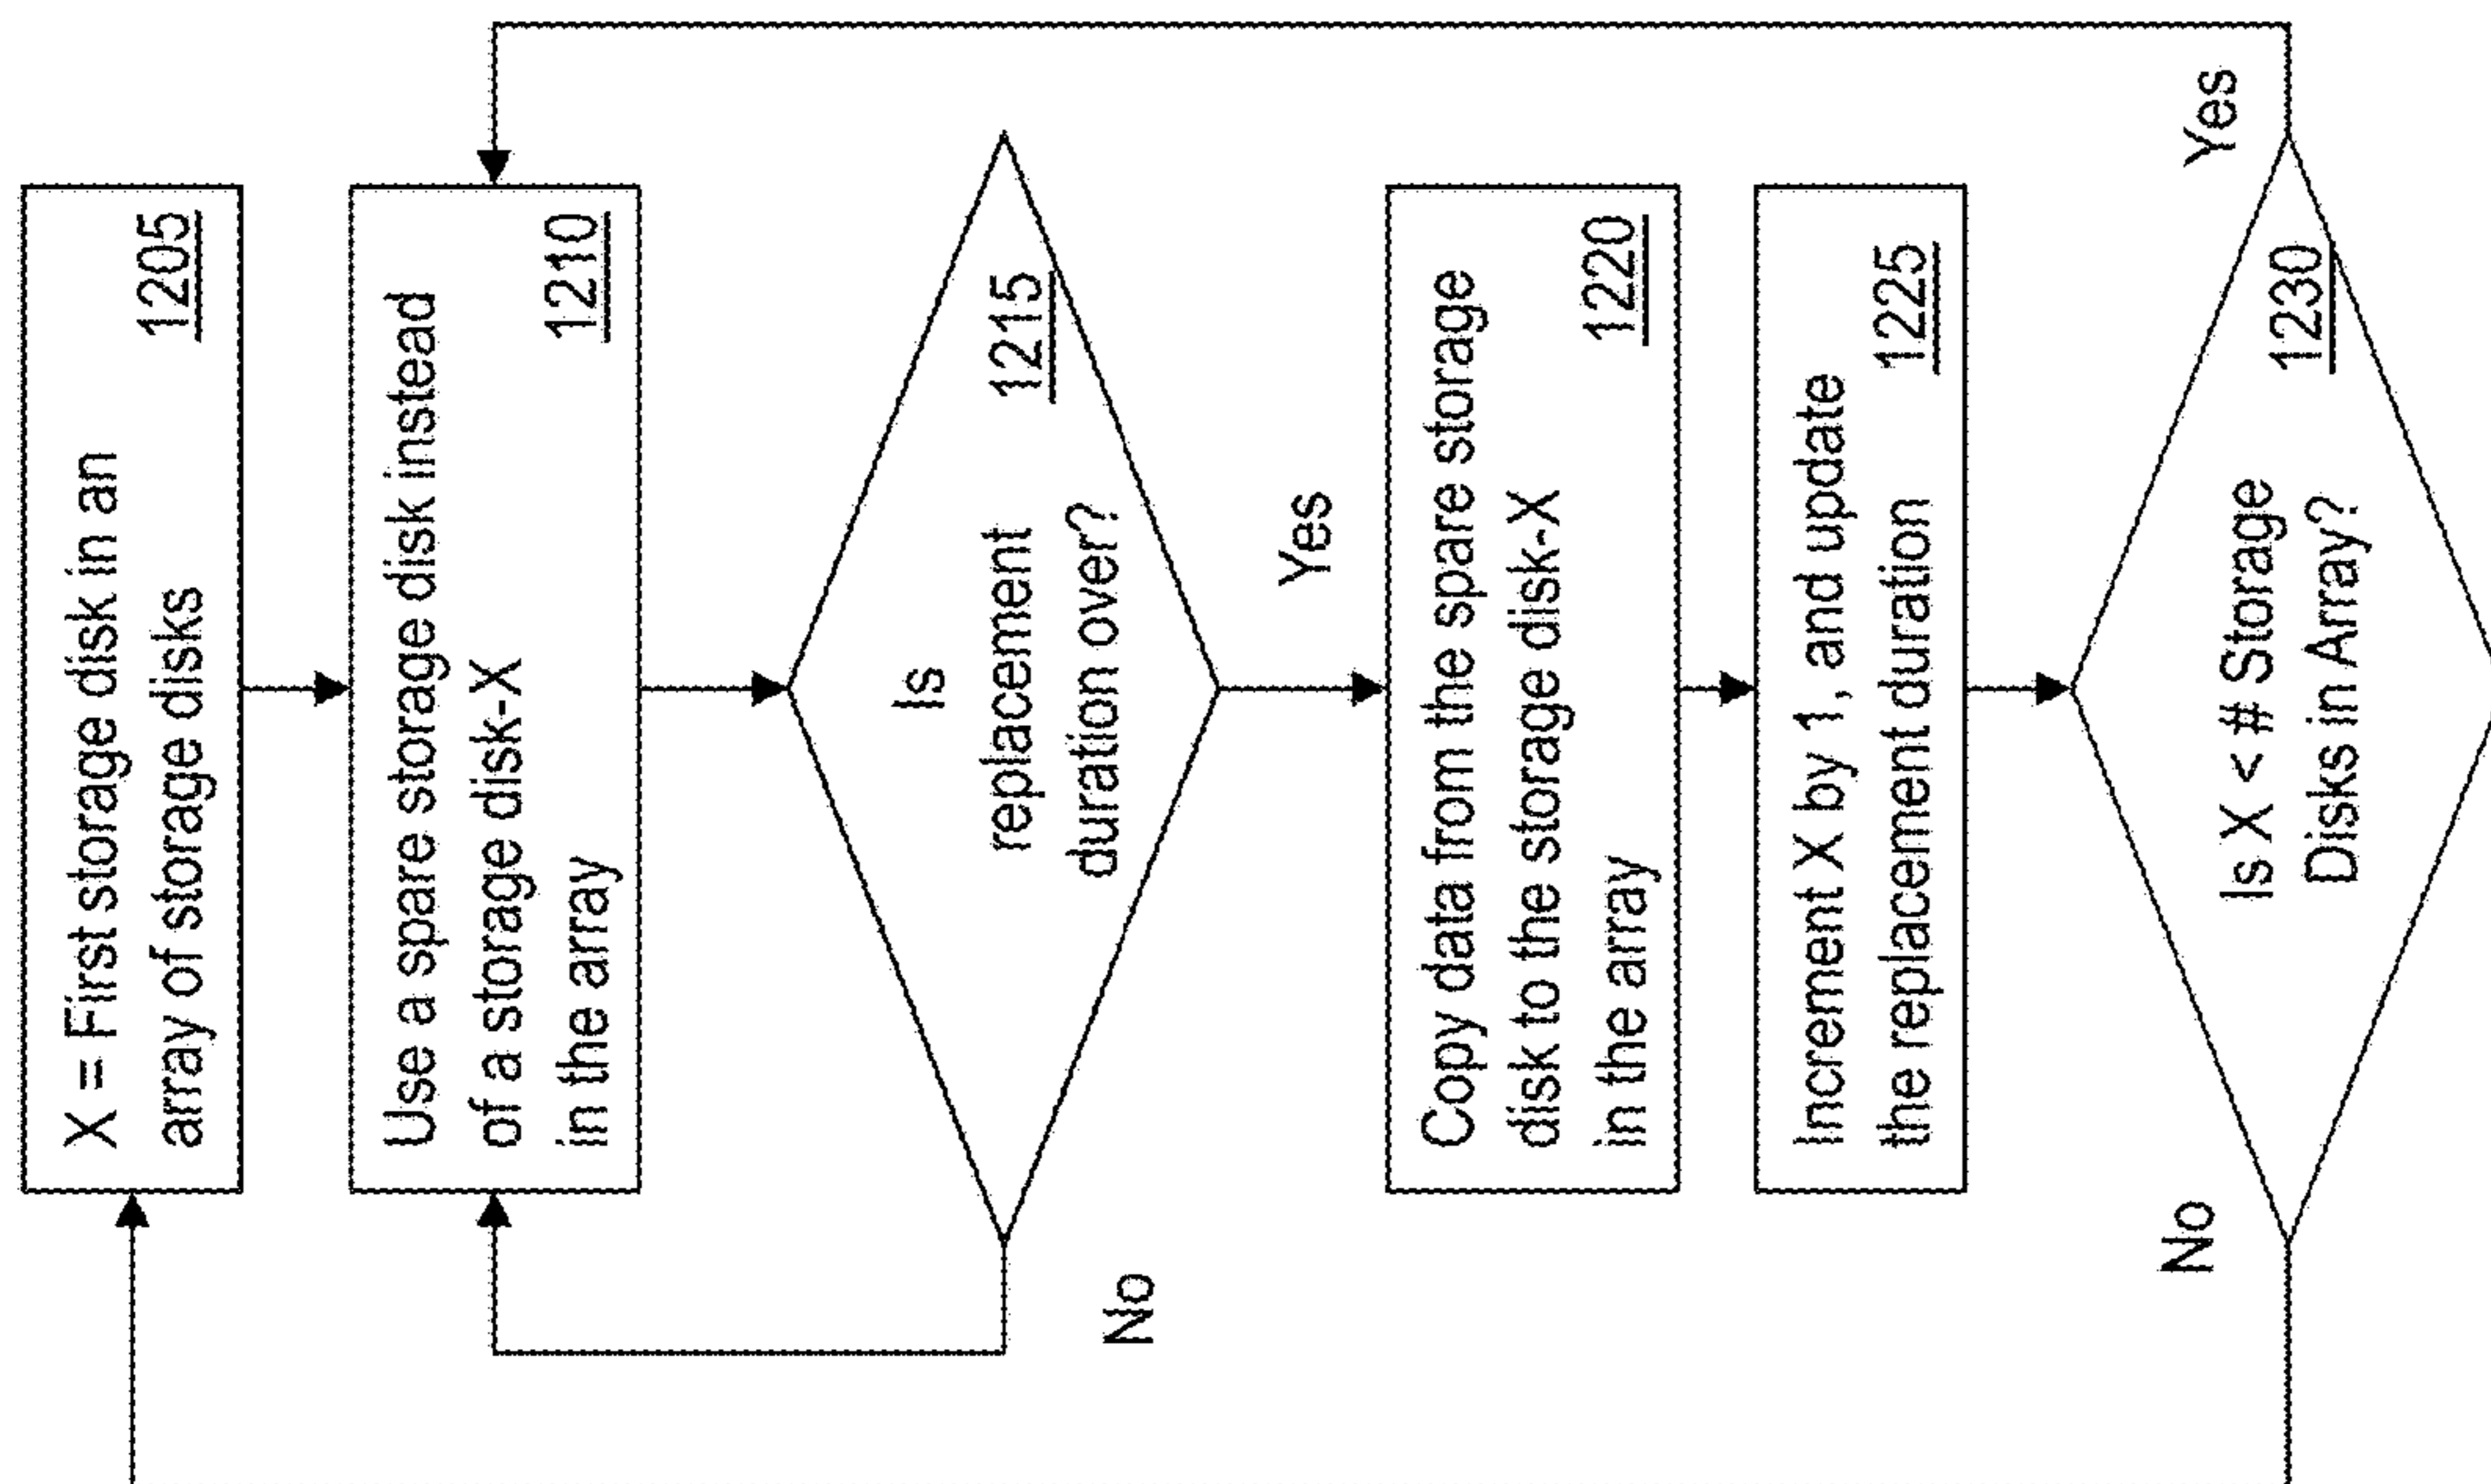 X = First storage disk in an
array of storage disks
1205
Use a spare storage disk instead
of a storage disk-X
in the array
1210
Is
replacement
duration over?
1215
No
Yes
Copy data from the spare storage
disk to the storage disk-X
in the array
1220
Increment X by 1, and update
the replacement duration
1225
Is X < # Storage
Disks in Array?
1230
No
Yes